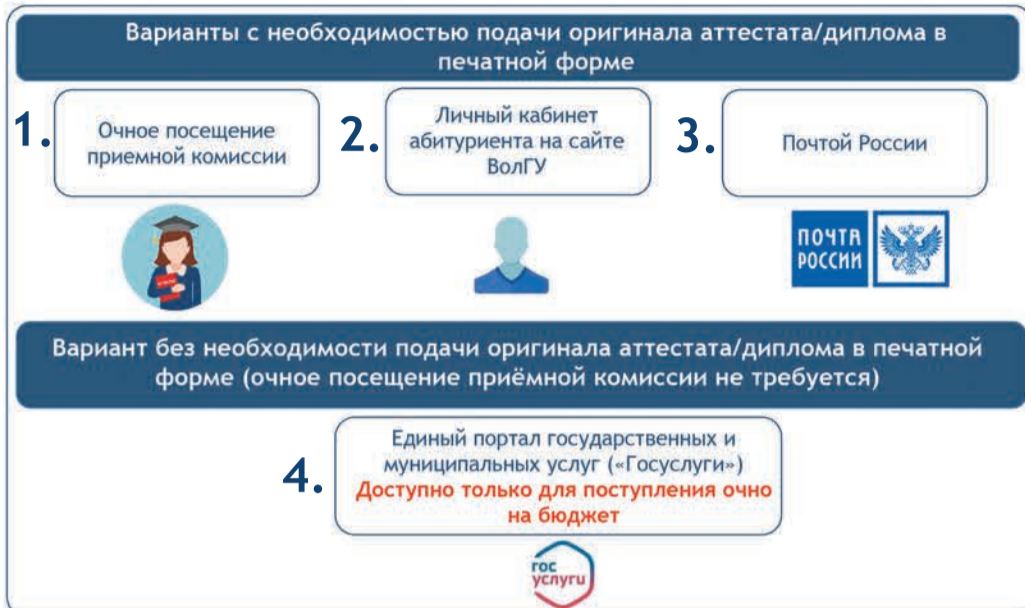 Варианты с необходимостью подачи оригинала аттестата/диплома в
печатной форме
1.
Очное посещение
приемной комиссии
2.
Личный кабинет
абитуриента на сайте
ВолГУ
3.
Почтой России
ПОЧТА
РОССИИ
Вариант без необходимости подачи оригинала аттестата/диплома в печатной
форме (очное посещение приёмной комиссии не требуется)
4.
Единый портал государственных и
муниципальных услуг («Госуслуги»)
Доступно только для поступления очно
на бюджет
гос
услуги